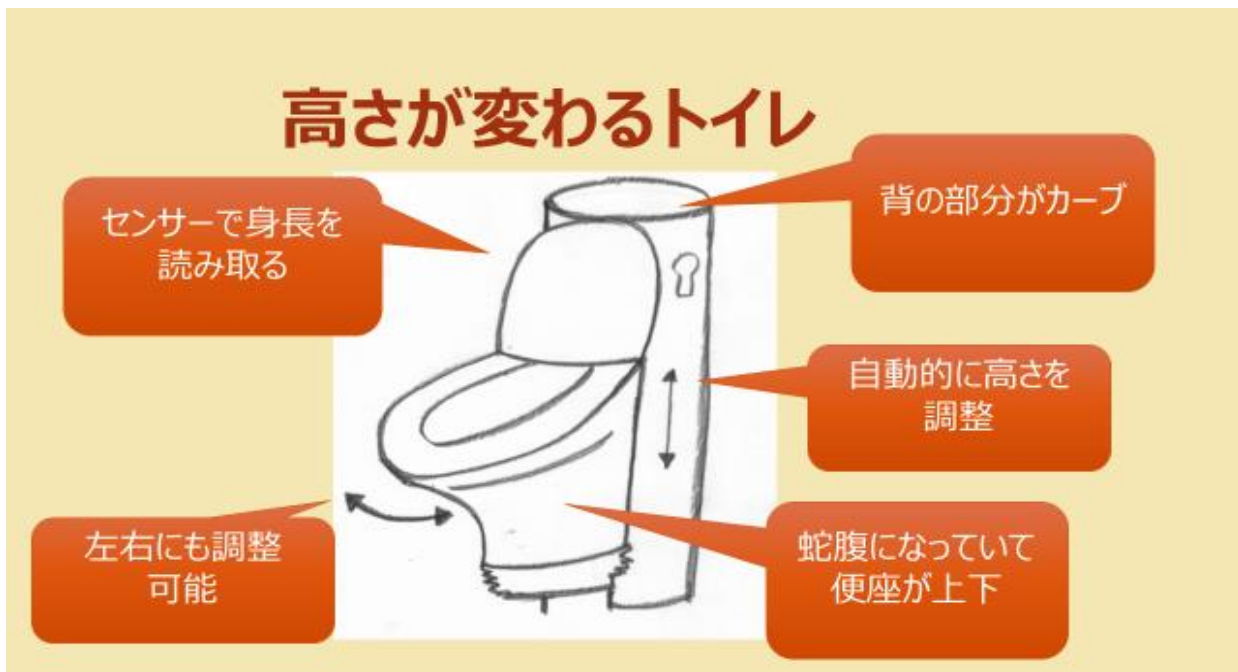 高さが変わるトイレ
センサーで身長を
読み取る
背の部分がカーブ
自動的に高さを
調整
左右にも調整
可能
蛇腹になっていて
便座が上下